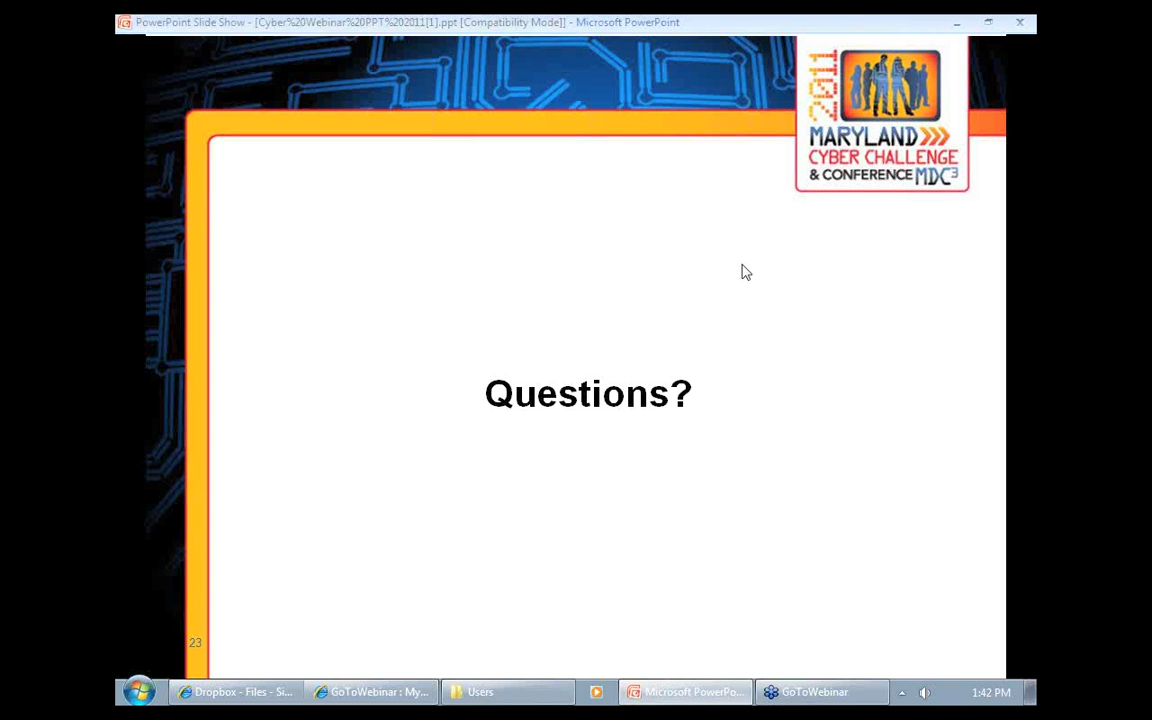 PowerPoint Slide Show - [Cyber%20Webinar%20PPT%202011[1].ppt [Compatibility Mode]] - Microsoft PowerPoint
2011
MARYLAND
CYBER CHALLENGE
& CONFERENCE MDC3
Questions?
23
Dropbox - Files - Si...
GoToWebinar : My...
Users
Microsoft PowerPo...
GoToWebinar
1:42 PM